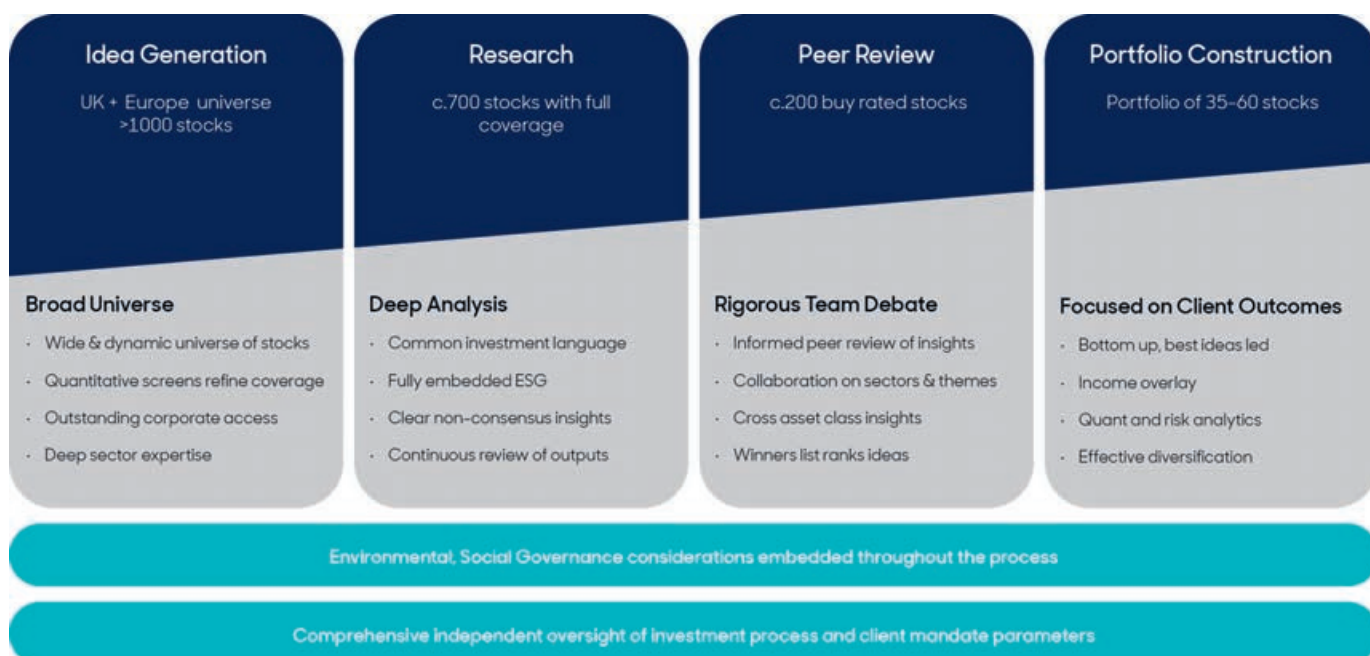 Idea Generation
UK + Europe universe
>1000 stocks
Broad Universe
· Wide & dynamic universe of stocks
· Quantitative screens refine coverage
· Outstanding corporate access
· Deep sector expertise
Research
c.700 stocks with full
coverage
Deep Analysis
· Common investment language
· Fully embedded ESG
· Clear non-consensus insights
· Continuous review of outputs
Peer Review
c.200 buy rated stocks
Rigorous Team Debate
· Informed peer review of insights
· Collaboration on sectors & themes
· Cross asset class insights
· Winners list ranks ideas
Portfolio Construction
Portfolio of 35-60 stocks
Focused on Client Outcomes
· Bottom up, best ideas led
· Income overlay
· Quant and risk analytics
· Effective diversification
Environmental, Social Governance considerations embedded throughout the process
Comprehensive independent oversight of investment process and client mandate parameters